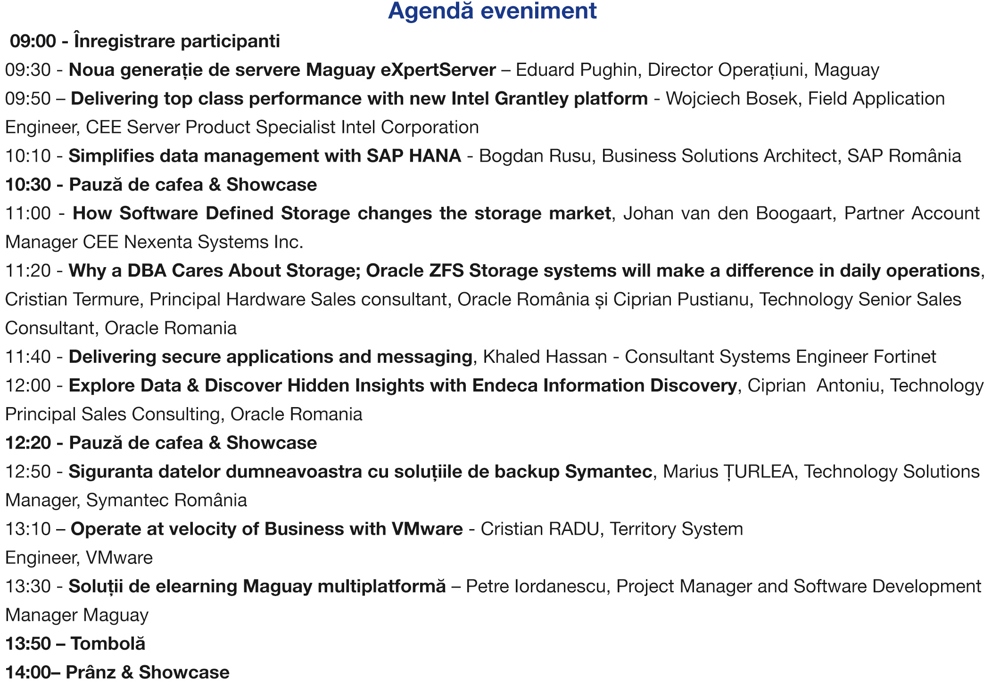 Agendă eveniment
09:00 - Înregistrare participanti
09:30 - Noua generație de servere Maguay eXpertServer – Eduard Pughin, Director Operațiuni, Maguay
09:50 – Delivering top class performance with new Intel Grantley platform - Wojciech Bosek, Field Application
Engineer, CEE Server Product Specialist Intel Corporation
10:10 - Simplifies data management with SAP HANA - Bogdan Rusu, Business Solutions Architect, SAP România
10:30 - Pauză de cafea & Showcase
11:00 - How Software Defined Storage changes the storage market, Johan van den Boogaart, Partner Account
Manager CEE Nexenta Systems Inc.
11:20 - Why a DBA Cares About Storage; Oracle ZFS Storage systems will make a difference in daily operations,
Cristian Termure, Principal Hardware Sales consultant, Oracle România și Ciprian Pustianu, Technology Senior Sales
Consultant, Oracle Romania
11:40 - Delivering secure applications and messaging, Khaled Hassan - Consultant Systems Engineer Fortinet
12:00 - Explore Data & Discover Hidden Insights with Endeca Information Discovery, Ciprian  Antoniu, Technology
Principal Sales Consulting, Oracle Romania
12:20 - Pauză de cafea & Showcase
12:50 - Siguranta datelor dumneavoastra cu soluțiile de backup Symantec, Marius ȚURLEA, Technology Solutions
Manager, Symantec România
13:10 – Operate at velocity of Business with VMware - Cristian RADU, Territory System
Engineer, VMware
13:30 - Soluții de elearning Maguay multiplatformă – Petre Iordanescu, Project Manager and Software Development
Manager Maguay
13:50 – Tombolă
14:00– Prânz & Showcase